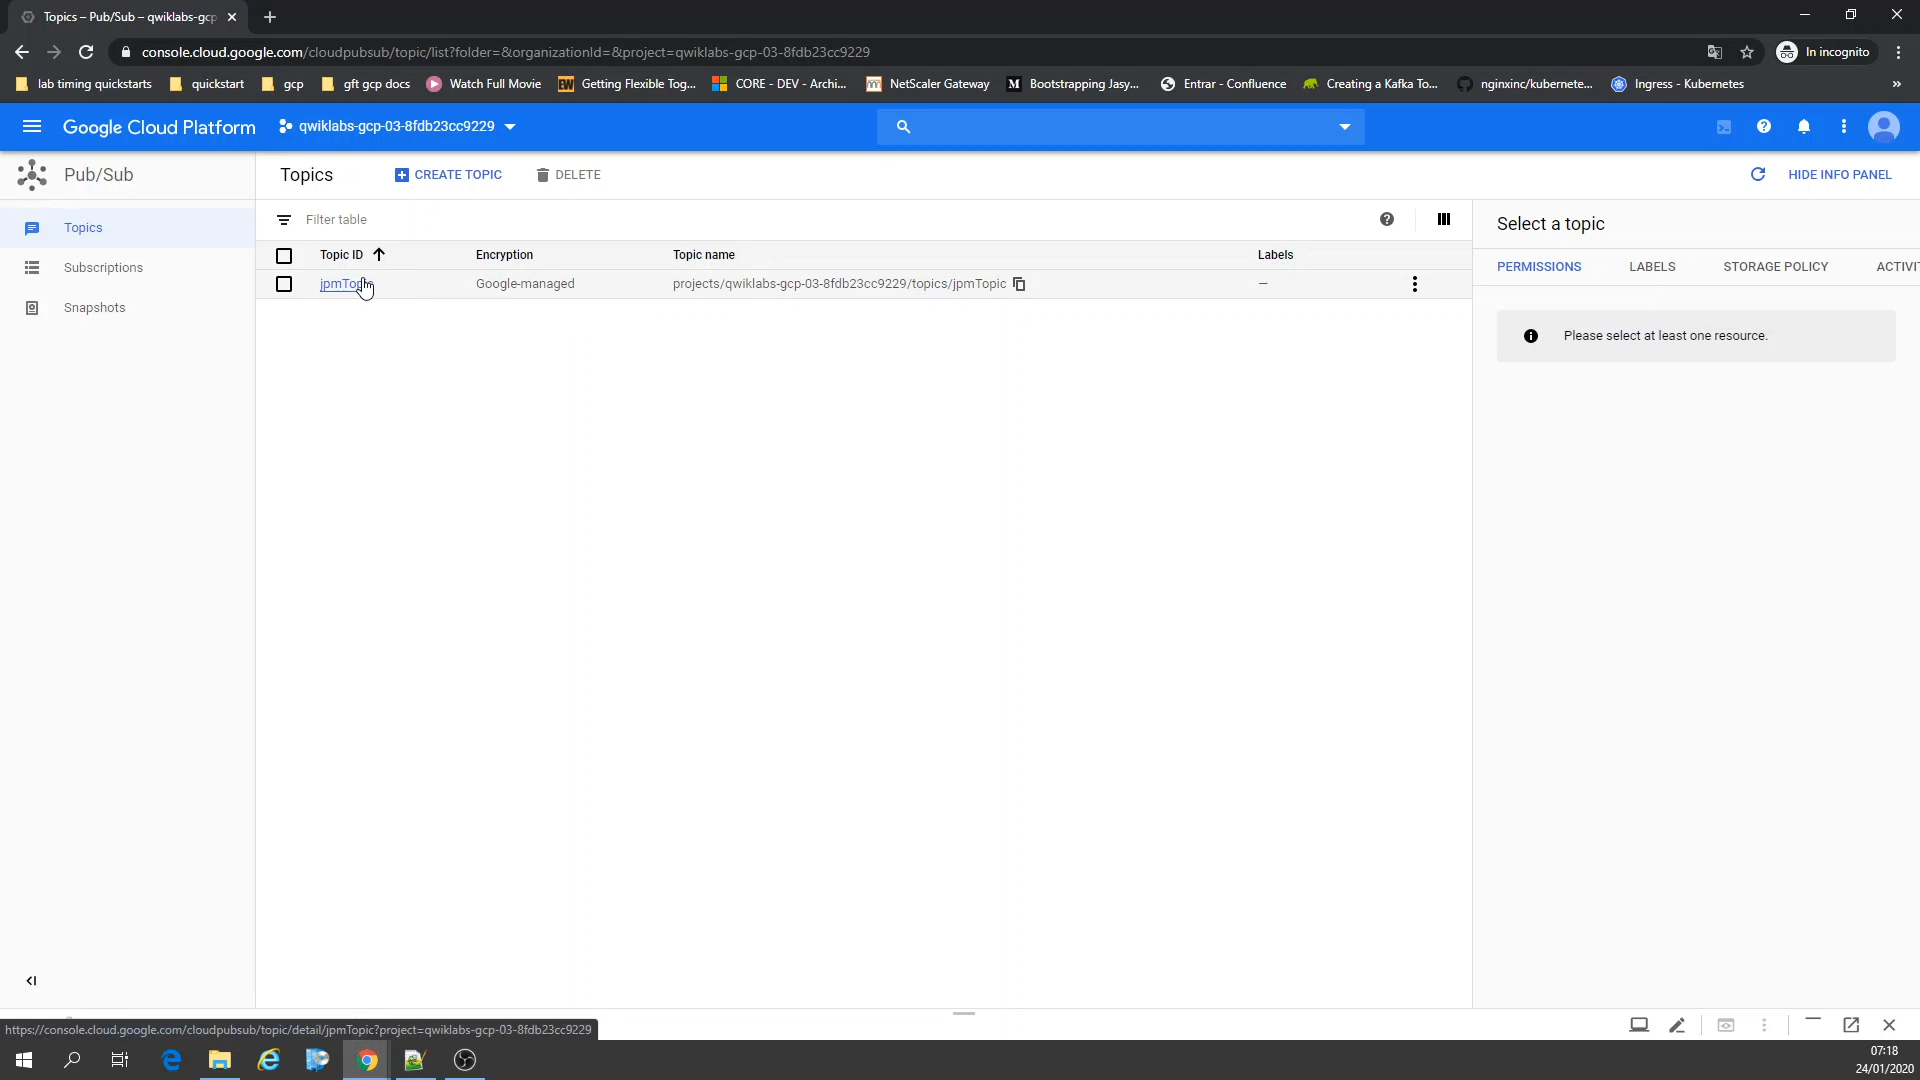 Topics – Pub/Sub – qwiklabs-gcp
console.cloud.google.com/cloudpubsub/topic/list?folder=&organizationId=&project=qwiklabs-gcp-03-8fdb23cc9229
In incognito
lab timing quickstarts
quickstart
gcp
gft gcp docs
Watch Full Movie
Getting Flexible Tog...
CORE - DEV - Archi...
NetScaler Gateway
Bootstrapping Jasy...
Entrar - Confluence
Creating a Kafka To...
nginxinc/kubernete...
Ingress - Kubernetes
»
Google Cloud Platform
qwiklabs-gcp-03-8fdb23cc9229
Pub/Sub
Topics
CREATE TOPIC
DELETE
HIDE INFO PANEL
Topics
Subscriptions
Snapshots
Filter table
Topic ID
Encryption
Topic name
Labels
Google-managed
projects/qwiklabs-gcp-03-8fdb23cc9229/topics/jpmTopic
—
Select a topic
PERMISSIONS
LABELS
STORAGE POLICY
ACTIVIT
Please select at least one resource.
https://console.cloud.google.com/cloudpubsub/topic/detail/jpmTopic?project=qwiklabs-gcp-03-8fdb23cc9229
07:18
24/01/2020